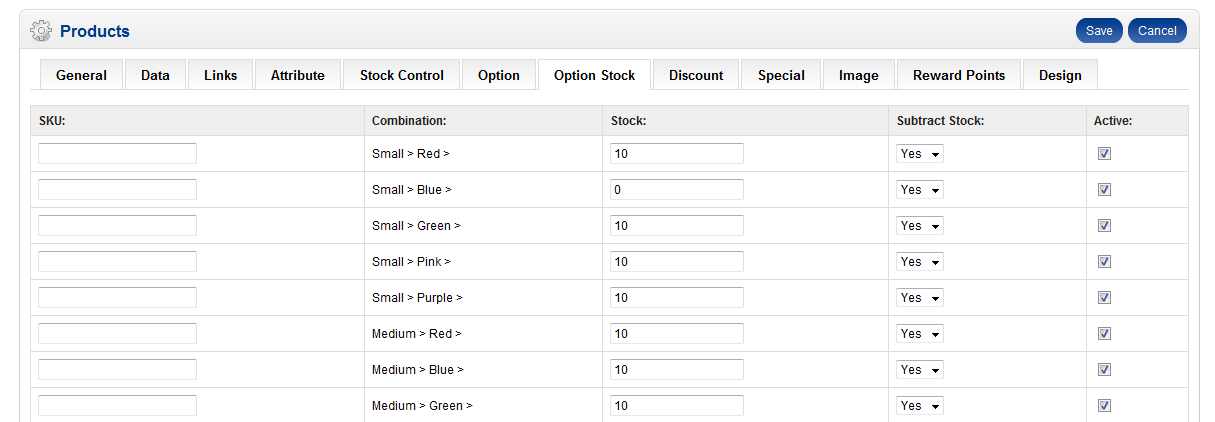 Products Save Cancel
General Data Links Attribute Stock Control Option Option Stock Discount Special Image Reward Points Design
SKU: Combination: Stock: Subtract Stock: Active:
Small > Red > 10 Yes
Small > Blue > 0 Yes
Small > Green > 10 Yes
Small > Pink > 10 Yes
Small > Purple > 10 Yes
Medium > Red > 10 Yes
Medium > Blue > 10 Yes
Medium > Green > 10 Yes